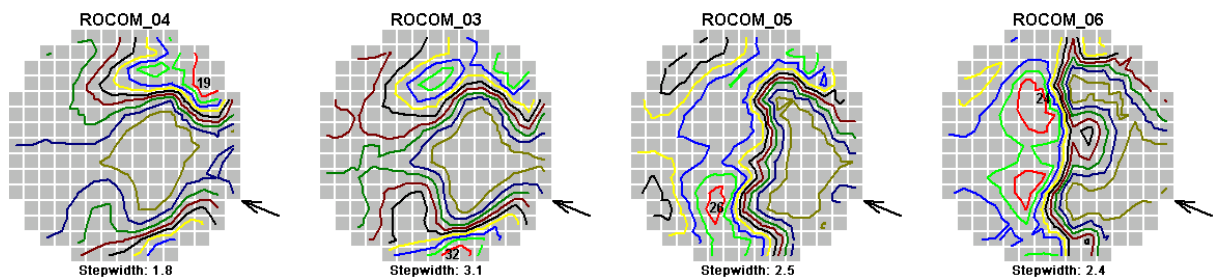 ROCOM_04
ROCOM_03
ROCOM_05
ROCOM_06
19
32
26
24
Stepwidth: 1.8
Stepwidth: 3.1
Stepwidth: 2.5
Stepwidth: 2.4